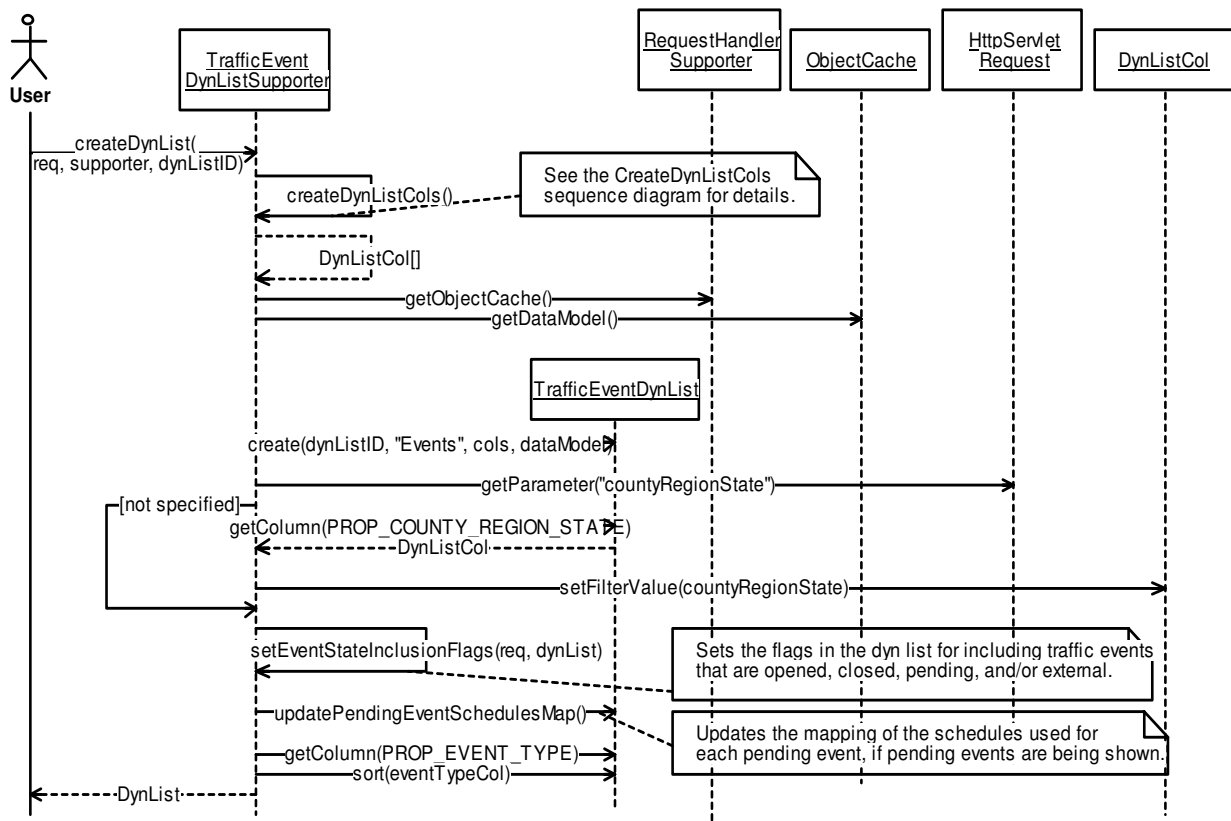 User
TrafficEvent
DynListSupporter
RequestHandler
Supporter
ObjectCache
HttpServlet
Request
DynListCol
createDynList(
req, supporter, dynListID)
See the CreateDynListCols
sequence diagram for details.
createDynListCols()
DynListCol[]
getObjectCache()
getDataModel()
TrafficEventDynList
create(dynListID, "Events", cols, dataModel)
getParameter("countyRegionState")
[not specified]
getColumn(PROP_COUNTY_REGION_STATE)
DynListCol
setFilterValue(countyRegionState)
setEventStateInclusionFlags(req, dynList)
Sets the flags in the dyn list for including traffic events
that are opened, closed, pending, and/or external.
updatePendingEventSchedulesMap()
Updates the mapping of the schedules used for
each pending event, if pending events are being shown.
getColumn(PROP_EVENT_TYPE)
sort(eventTypeCol)
DynList